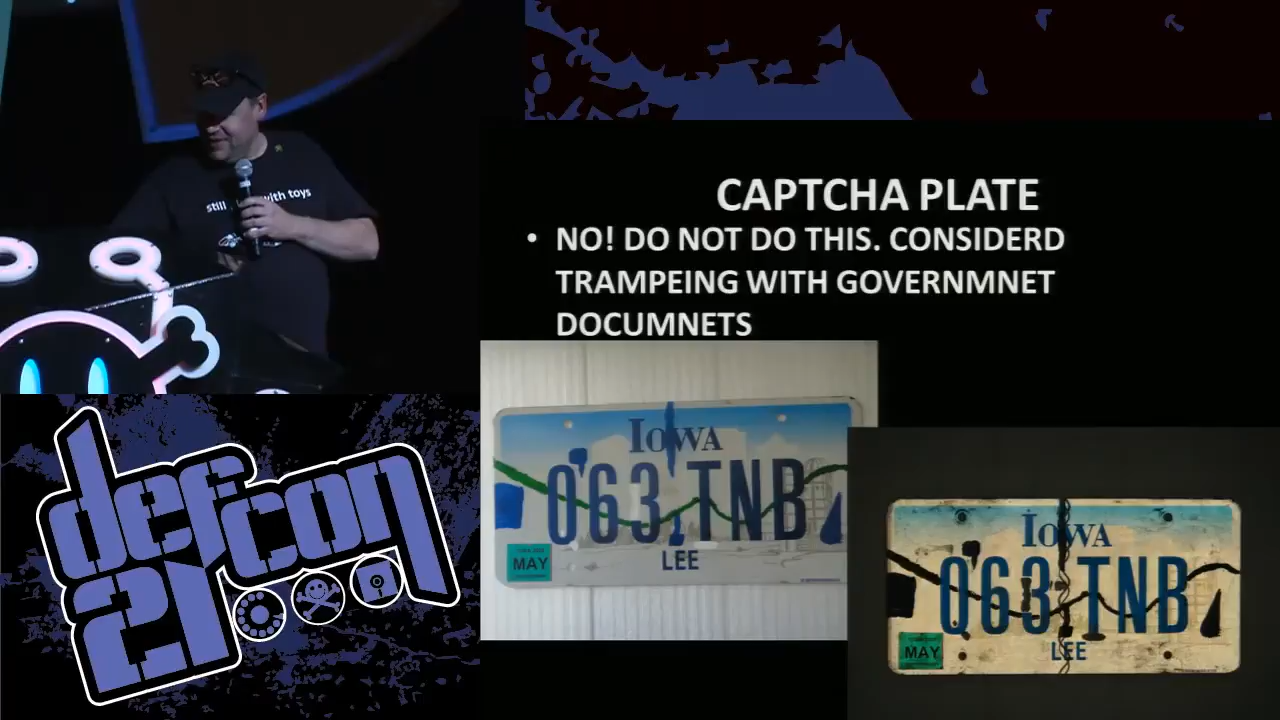 still with toys
CAPTCHA PLATE
• NO! DO NOT DO THIS. CONSIDERD
TRAMPEING WITH GOVERNMNET
DOCUMNETS
IOWA
063 TNB
MAY
LEE
IOWA
063 TNB
MAY
LEE
defcon
21